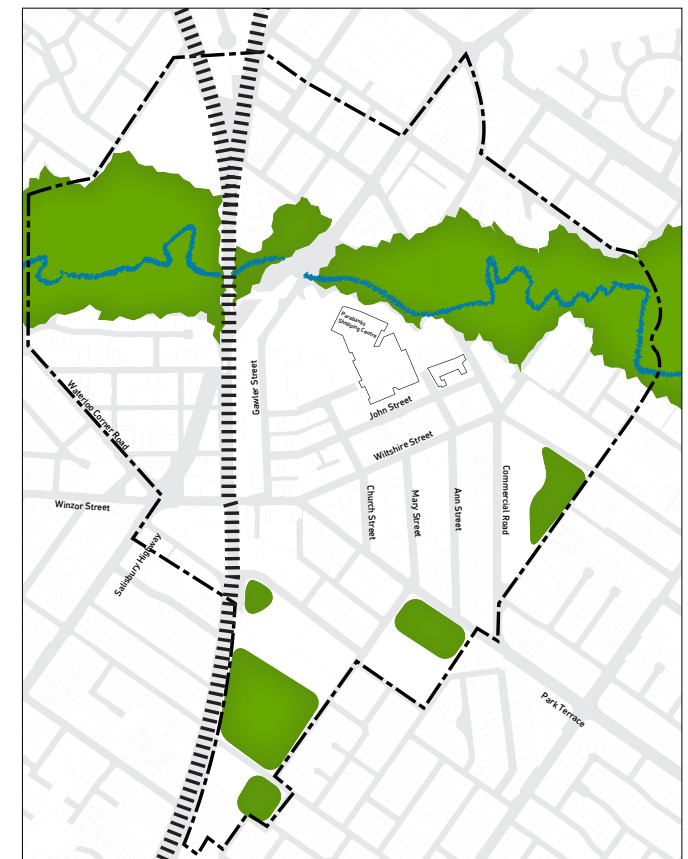 Parabanks
Shopping Centre
Gawler Street
John Street
Waterloo Corner Road
Wiltshire Street
Winzor Street
Church Street
Mary Street
Ann Street
Commercial Road
Salisbury Highway
Park Terrace